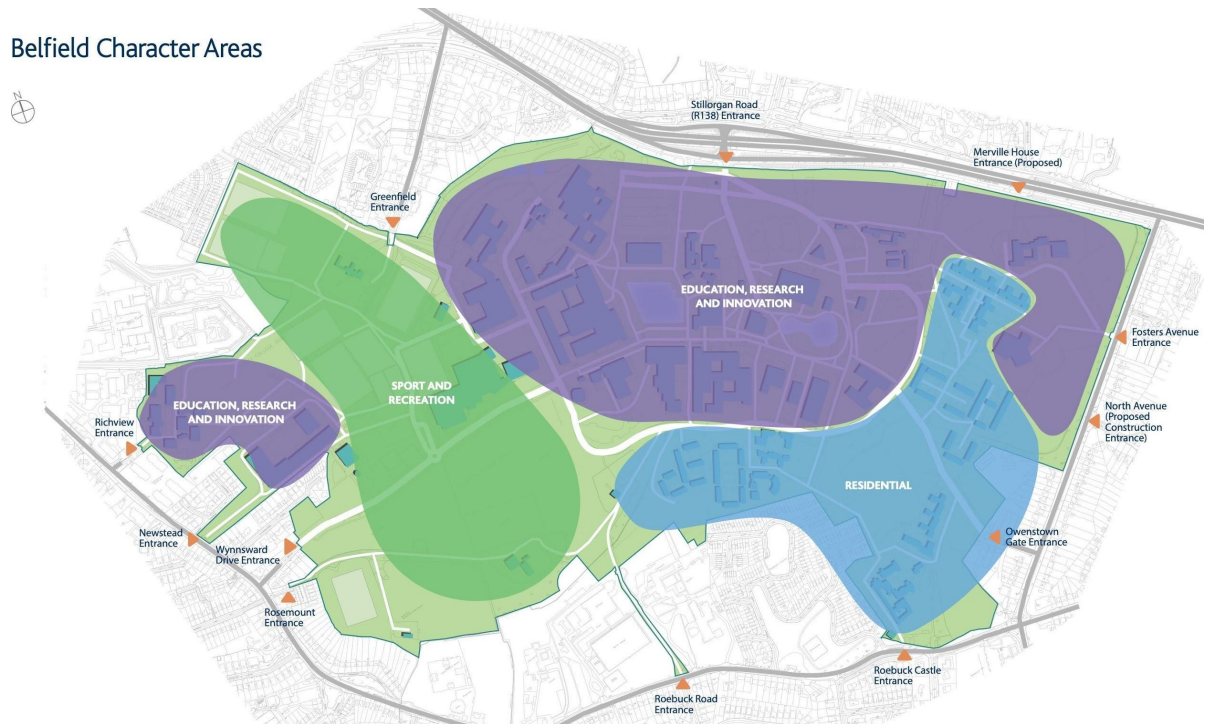 Belfield Character Areas
N
Stillorgan Road
(R138) Entrance
Merville House
Entrance (Proposed)
Greenfield
Entrance
EDUCATION, RESEARCH
AND INNOVATION
Fosters Avenue
Entrance
SPORT AND
RECREATION
EDUCATION, RESEARCH
AND INNOVATION
Richview
Entrance
North Avenue
(Proposed
Construction
Entrance)
RESIDENTIAL
Newstead
Entrance
Wynnsward
Drive Entrance
Owenstown
Gate Entrance
Rosemount
Entrance
Roebuck Castle
Entrance
Roebuck Road
Entrance